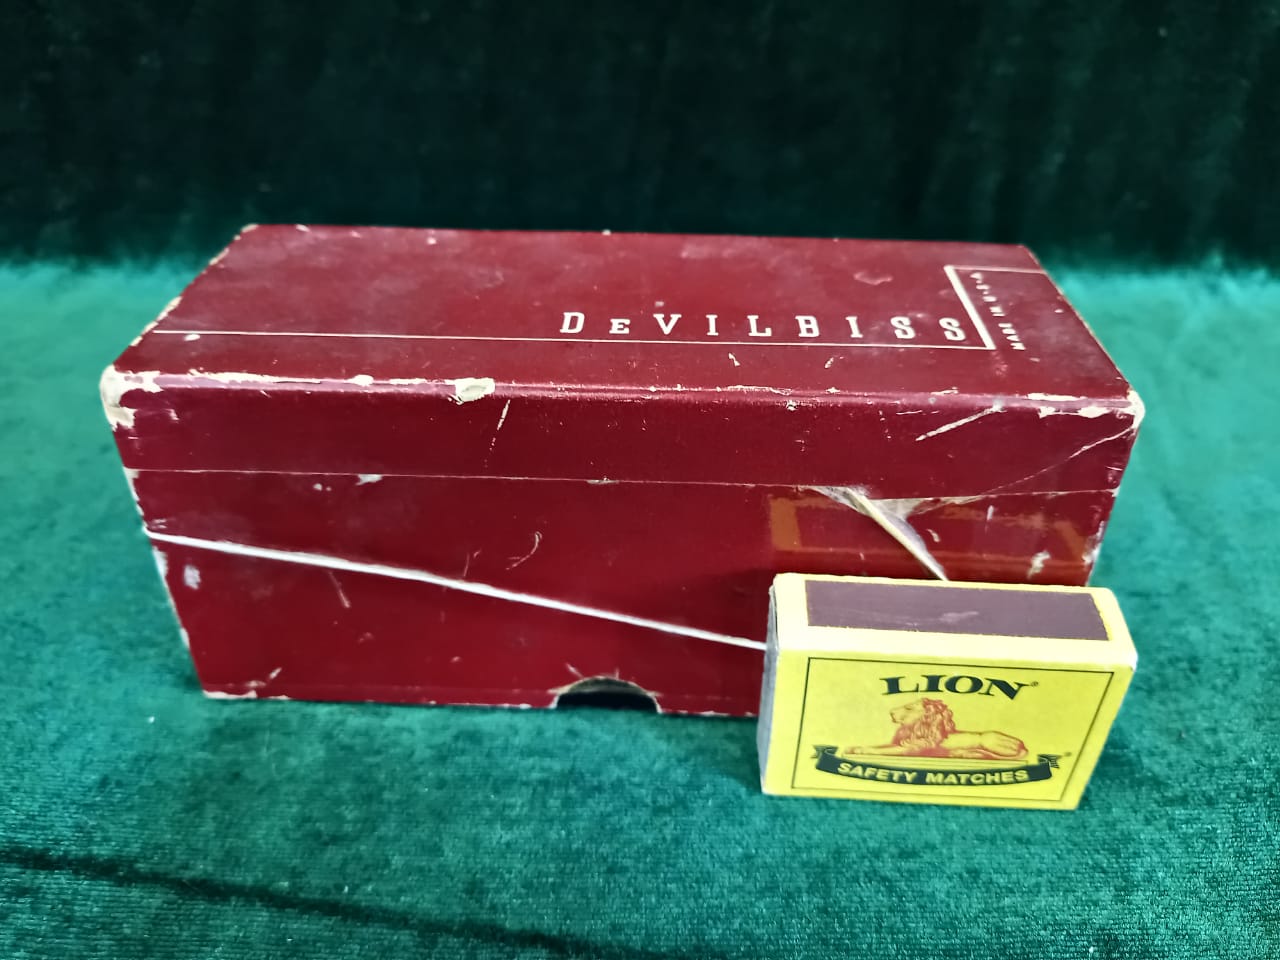 DeVILBISS
MADE IN U·S·A
LION®
SAFETY MATCHES